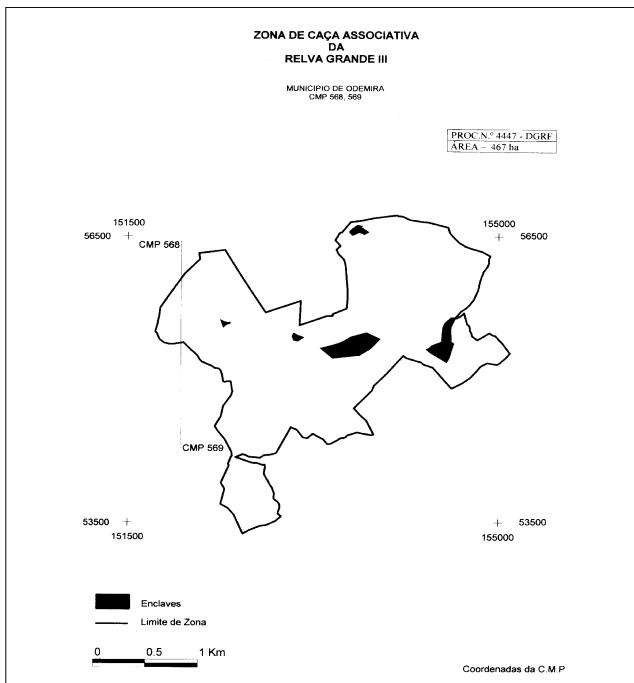 ZONA DE CAÇA ASSOCIATIVA
DA
RELVA GRANDE III
MUNICIPIO DE ODEMIRA
CMP 568, 569
PROC.N.º 4447 - DGRF
ÁREA – 467 ha
151500
56500
155000
56500
CMP 568
CMP 569
53500
151500
53500
155000
Enclaves
Limite de Zona
0 0.5 1 Km
Coordenadas da C.M.P